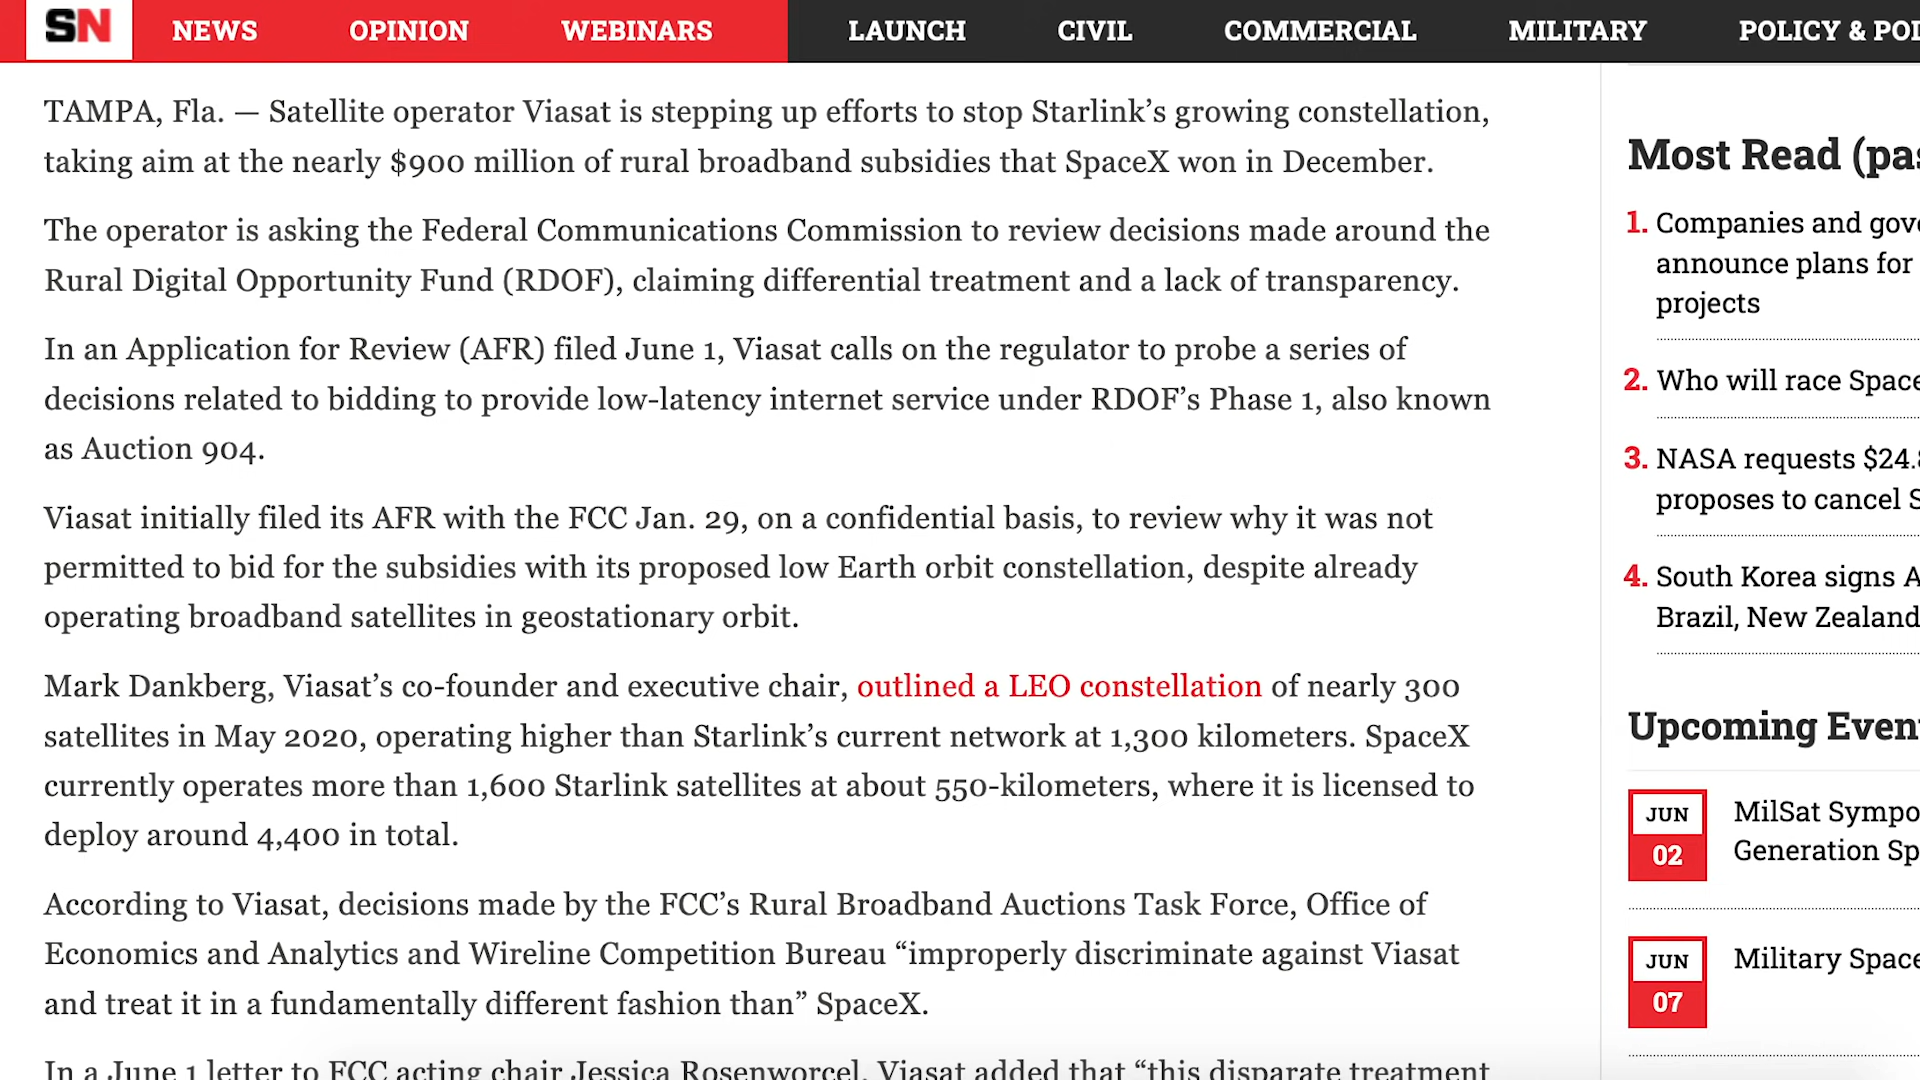 SN NEWS OPINION WEBINARS LAUNCH CIVIL COMMERCIAL MILITARY POLICY &
TAMPA, Fla. — Satellite operator Viasat is stepping up efforts to stop Starlink’s growing constellation,
taking aim at the nearly $900 million of rural broadband subsidies that SpaceX won in December.
The operator is asking the Federal Communications Commission to review decisions made around the
Rural Digital Opportunity Fund (RDOF), claiming differential treatment and a lack of transparency.
In an Application for Review (AFR) filed June 1, Viasat calls on the regulator to probe a series of
decisions related to bidding to provide low-latency internet service under RDOF’s Phase 1, also known
as Auction 904.
Viasat initially filed its AFR with the FCC Jan. 29, on a confidential basis, to review why it was not
permitted to bid for the subsidies with its proposed low Earth orbit constellation, despite already
operating broadband satellites in geostationary orbit.
Mark Dankberg, Viasat’s co-founder and executive chair, outlined a LEO constellation of nearly 300
satellites in May 2020, operating higher than Starlink’s current network at 1,300 kilometers. SpaceX
currently operates more than 1,600 Starlink satellites at about 550-kilometers, where it is licensed to
deploy around 4,400 in total.
According to Viasat, decisions made by the FCC’s Rural Broadband Auctions Task Force, Office of
Economics and Analytics and Wireline Competition Bureau “improperly discriminate against Viasat
and treat it in a fundamentally different fashion than” SpaceX.
In a June 1 letter to FCC acting chair Jessica Rosenworcel, Viasat added that “this disparate treatment
Most Read
1. Companies and
announce plans for
projects
2. Who will race
3. NASA requests
proposes to cancel
4. South Korea signs
Brazil, New Zealand
Upcoming
JUN
02
MilSat
Generation
JUN
07
Military